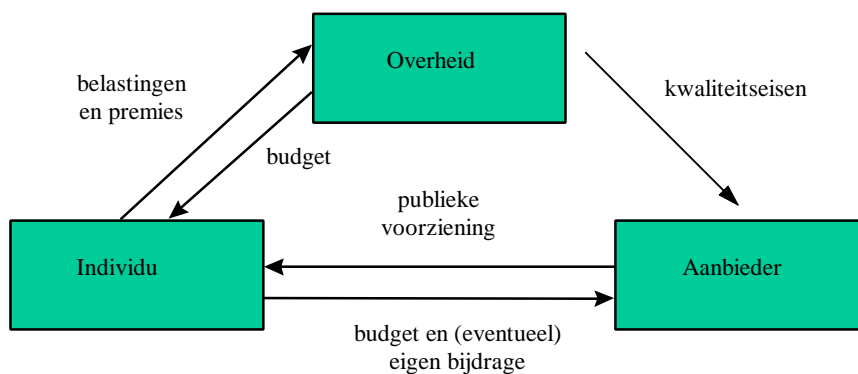 Overheid
belastingen
en premies
kwaliteitseisen
budget
publieke
voorziening
Individu
Aanbieder
budget en (eventueel)
eigen bijdrage